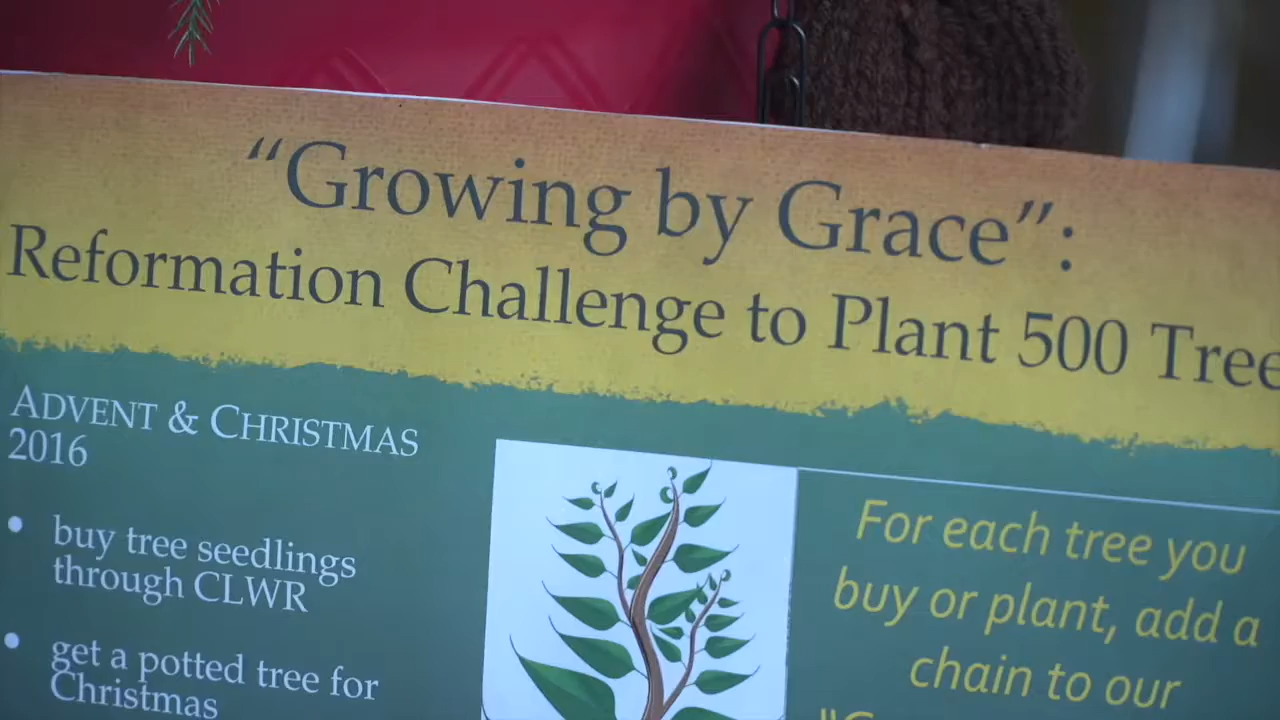 "Growing by Grace":
Reformation Challenge to Plant 500 Tree
ADVENT & CHRISTMAS
2016
• buy tree seedlings
through CLWR
• get a potted tree for
Christmas
For each tree you
buy or plant, add a
chain to our